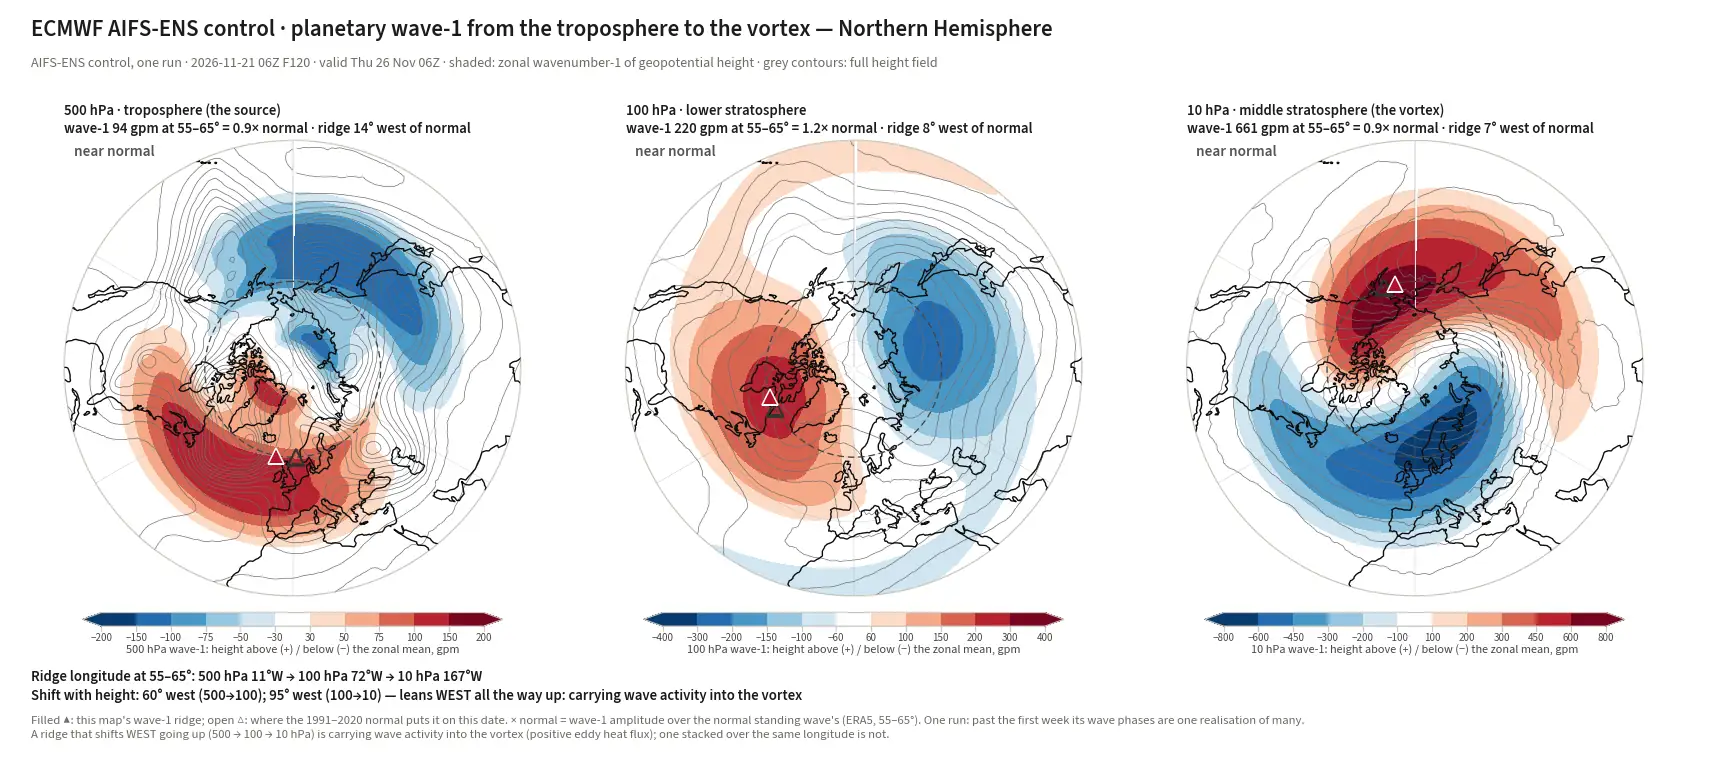 ECMWF AIFS-ENS control · planetary wave-1 from the troposphere to the vortex — Northern Hemisphere
AIFS-ENS control, one run · 2026-11-21 06Z F120 · valid Thu 26 Nov 06Z · shaded: zonal wavenumber-1 of geopotential height · grey contours: full height field
500 hPa · troposphere (the source)
wave-1 94 gpm at 55–65° = 0.9× normal · ridge 14° west of normal
near normal
100 hPa · lower stratosphere
wave-1 220 gpm at 55–65° = 1.2× normal · ridge 8° west of normal
near normal
10 hPa · middle stratosphere (the vortex)
wave-1 661 gpm at 55–65° = 0.9× normal · ridge 7° west of normal
near normal
−200 −150 −100 −75 −50 −30 30 50 75 100 150 200
500 hPa wave-1: height above (+) / below (−) the zonal mean, gpm
−400 −300 −200 −150 −100 −60 60 100 150 200 300 400
100 hPa wave-1: height above (+) / below (−) the zonal mean, gpm
−800 −600 −450 −300 −200 −100 100 200 300 450 600 800
10 hPa wave-1: height above (+) / below (−) the zonal mean, gpm
Ridge longitude at 55–65°: 500 hPa 11°W → 100 hPa 72°W → 10 hPa 167°W
Shift with height: 60° west (500→100); 95° west (100→10) — leans WEST all the way up: carrying wave activity into the vortex
Filled ▲: this map's wave-1 ridge; open △: where the 1991–2020 normal puts it on this date. × normal = wave-1 amplitude over the normal standing wave's (ERA5, 55–65°). One run: past the first week its wave phases are one realisation of many.
A ridge that shifts WEST going up (500 → 100 → 10 hPa) is carrying wave activity into the vortex (positive eddy heat flux); one stacked over the same longitude is not.